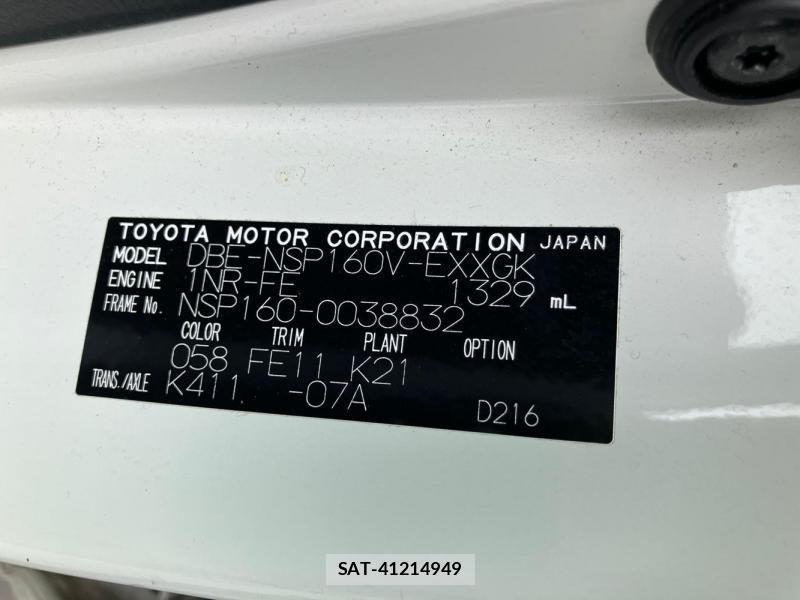 TOYOTA MOTOR CORPORATION JAPAN
MODEL DBE-NSP160V-EXXGK
ENGINE 1NR-FE 1329 mL
FRAME No. NSP160-0038832
COLOR TRIM PLANT OPTION
058 FE11 K21
TRANS./AXLE K411 -07A D216
SAT-41214949